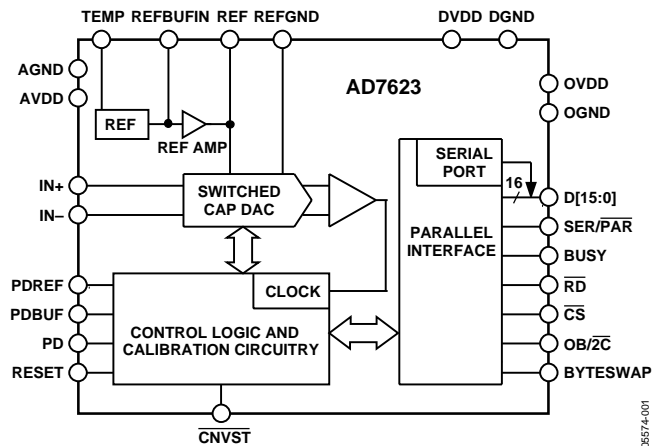 TEMP REFBUFIN REF REFGND DVDD DGND
AGND
AVDD
AD7623
OVDD
OGND
REF
REF AMP
SERIAL
PORT
16
IN+
IN–
SWITCHED
CAP DAC
D[15:0]
SER/PAR
PARALLEL
INTERFACE
BUSY
PDREF
PDBUF
PD
RESET
CLOCK
CONTROL LOGIC AND
CALIBRATION CIRCUITRY
RD
CS
OB/2C
BYTESWAP
CNVST
05574-001